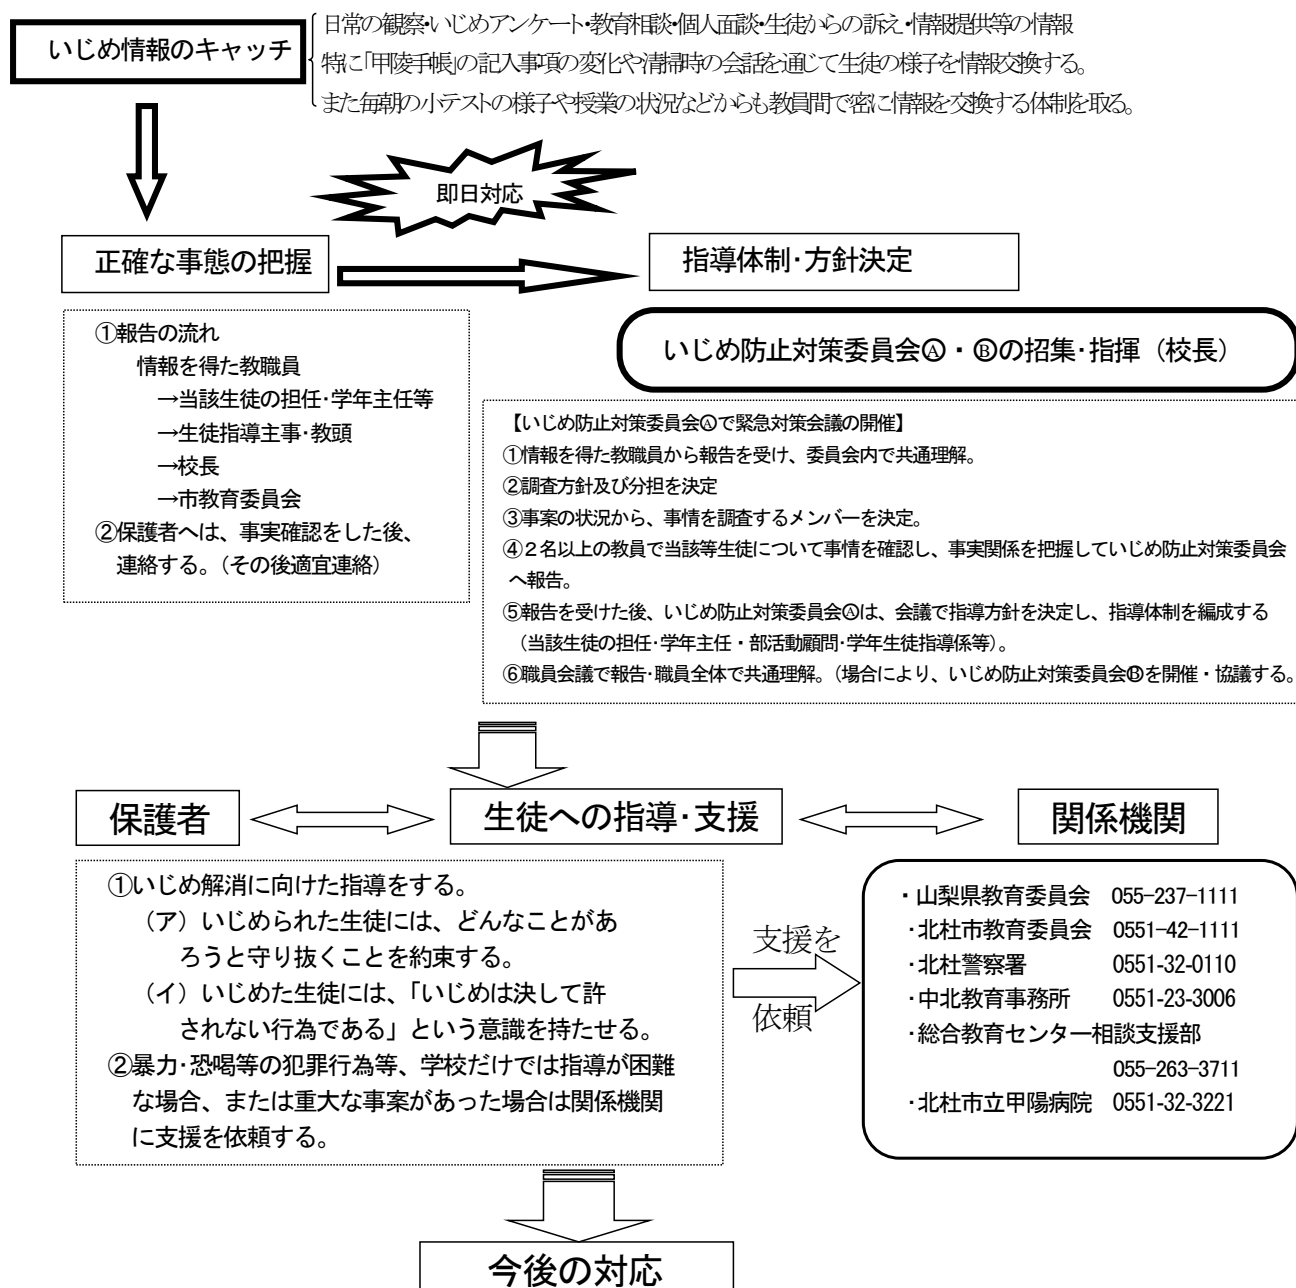 いじめ情報のキャッチ
日常の観察・いじめアンケート・教育相談・個人面談・生徒からの訴え・情報提供等の情報
特に「甲陵手帳」の記入事項の変化や清掃時の会話を通じて生徒の様子を情報交換する。
また毎朝の小テストの様子や授業の状況などからも教員間で密に情報を交換する体制を取る。
即日対応
正確な事態の把握
指導体制・方針決定
①報告の流れ
情報を得た教職員
→当該生徒の担任・学年主任等
→生徒指導主事・教頭
→校長
→市教育委員会
②保護者へは、事実確認をした後、
連絡する。（その後適宜連絡）
いじめ防止対策委員会Ⓐ・Ⓑの招集・指揮（校長）
【いじめ防止対策委員会Ⓐで緊急対策会議の開催】
①情報を得た教職員から報告を受け、委員会内で共通理解。
②調査方針及び分担を決定
③事案の状況から、事情を調査するメンバーを決定。
④２名以上の教員で当該等生徒について事情を確認し、事実関係を把握していじめ防止対策委員会
へ報告。
⑤報告を受けた後、いじめ防止対策委員会Ⓐは、会議で指導方針を決定し、指導体制を編成する
（当該生徒の担任・学年主任・部活動顧問・学年生徒指導係等）。
⑥職員会議で報告・職員全体で共通理解。（場合により、いじめ防止対策委員会Ⓑを開催・協議する。
保護者
生徒への指導・支援
関係機関
①いじめ解消に向けた指導をする。
（ア）いじめられた生徒には、どんなことがあ
ろうと守り抜くことを約束する。
（イ）いじめた生徒には、「いじめは決して許
されない行為である」という意識を持たせる。
②暴力・恐喝等の犯罪行為等、学校だけでは指導が困難
な場合、または重大な事案があった場合は関係機関
に支援を依頼する。
支援を
依頼
・山梨県教育委員会 055-237-1111
・北杜市教育委員会 0551-42-1111
・北杜警察署 0551-32-0110
・中北教育事務所 0551-23-3006
・総合教育センター相談支援部
055-263-3711
・北杜市立甲陽病院 0551-32-3221
今後の対応